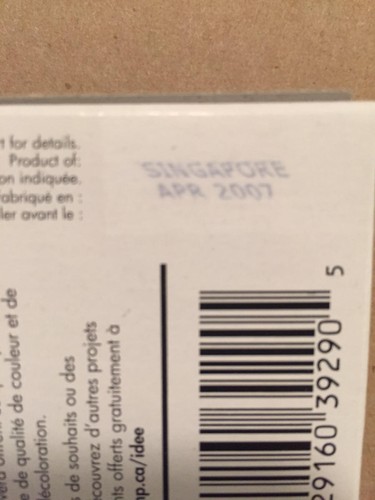 t for details.
Product of:
on indiquée.
abriqué en :
ler avant le :
SINGAPORE
APR 2007
5
29160 39290
e de qualité de couleur et de
décoloration.
de souhaits ou des
couvrez d'autres projets
ts offerts gratuitement à
np.ca/idee